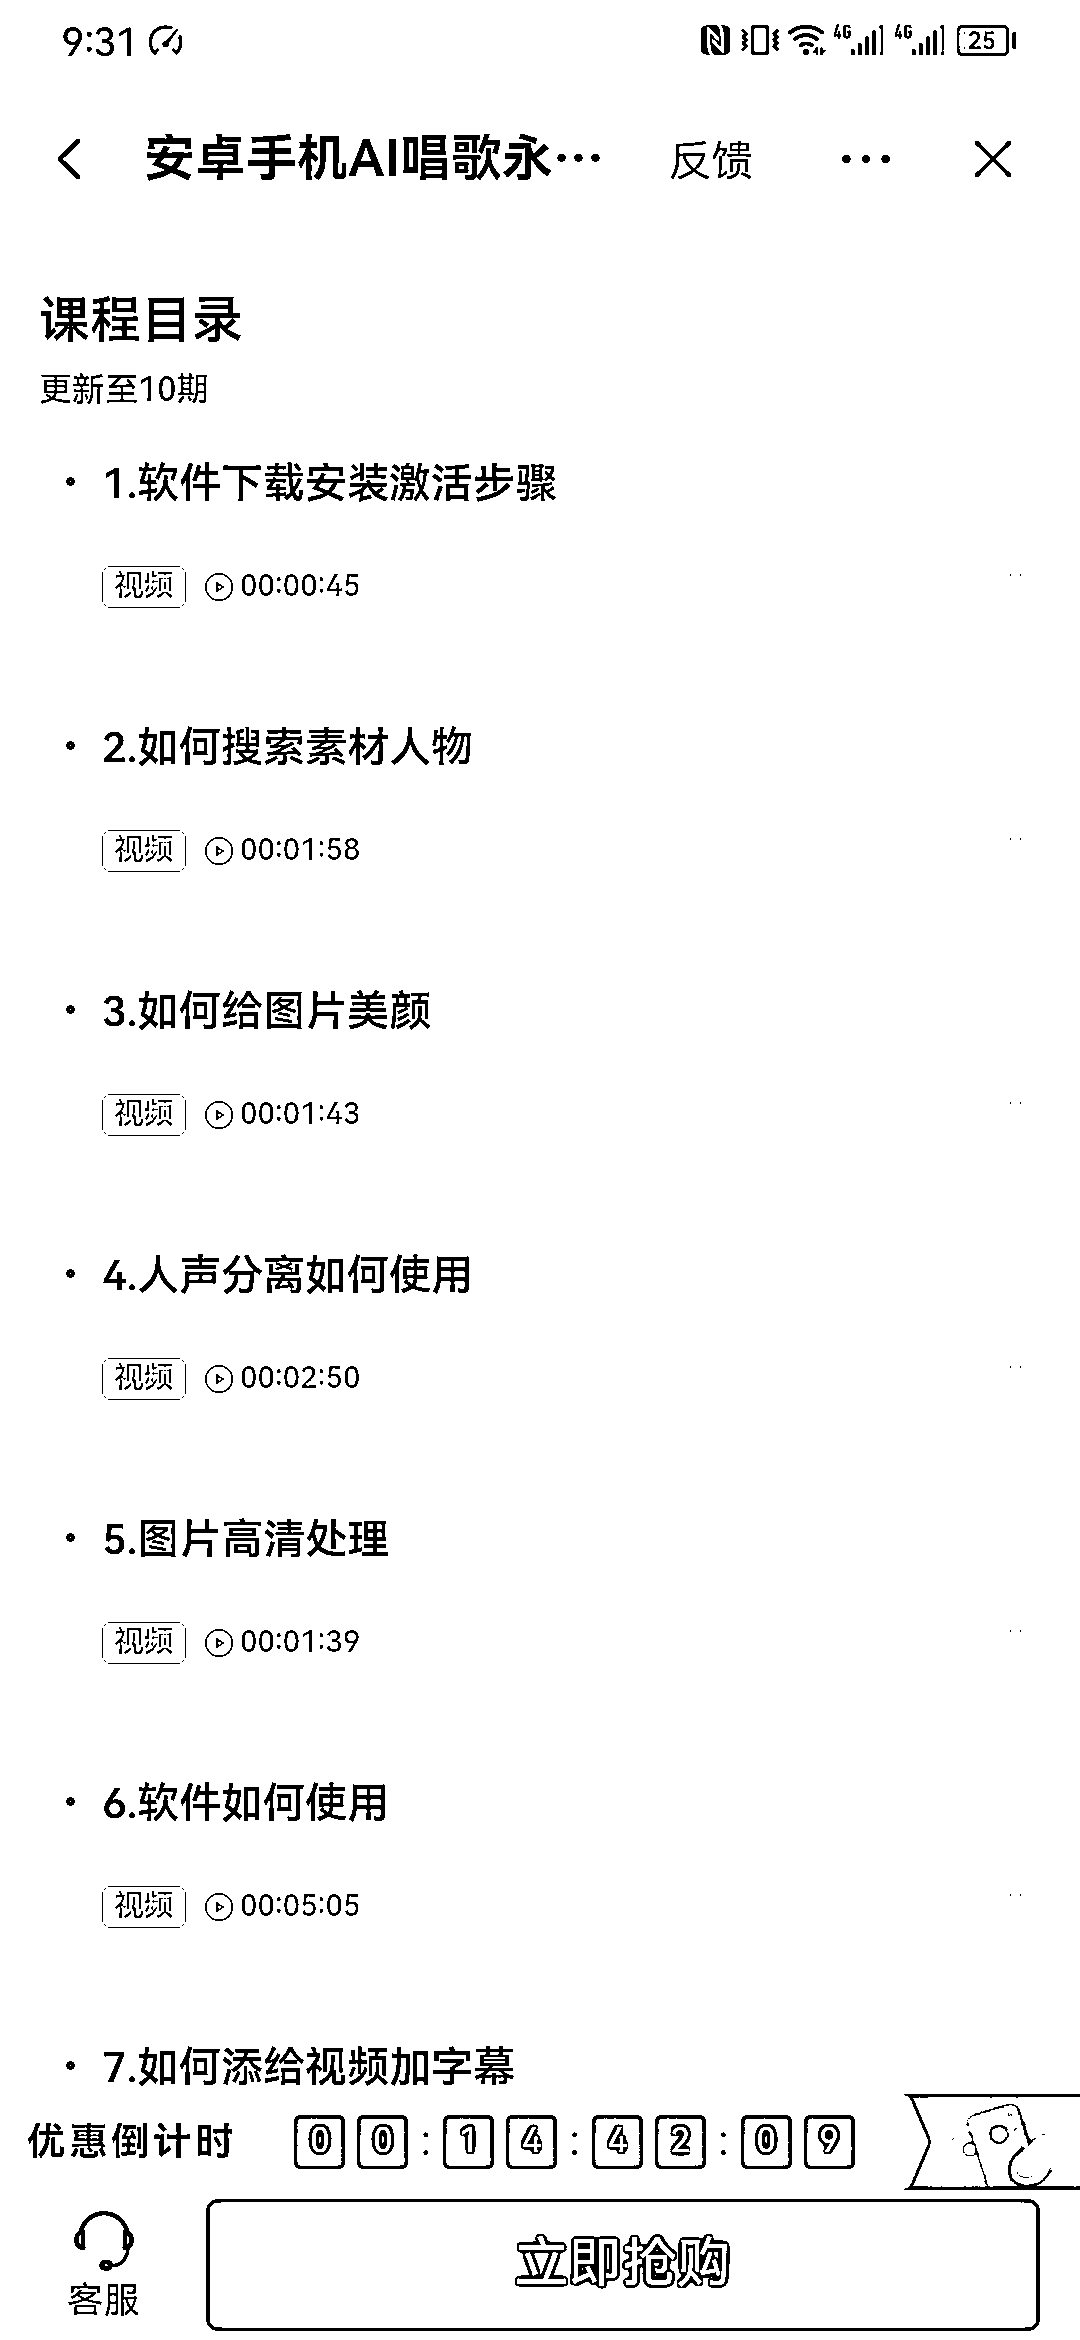 9:31 4G 4G 25
安卓手机AI唱歌永… 反馈
课程目录
更新至10期
1.软件下载安装激活步骤
视频 00:00:45
2.如何搜索素材人物
视频 00:01:58
3.如何给图片美颜
视频 00:01:43
4.人声分离如何使用
视频 00:02:50
5.图片高清处理
视频 00:01:39
6.软件如何使用
视频 00:05:05
7.如何添给视频加字幕
优惠倒计时 00:14:42:09
客服 立即抢购